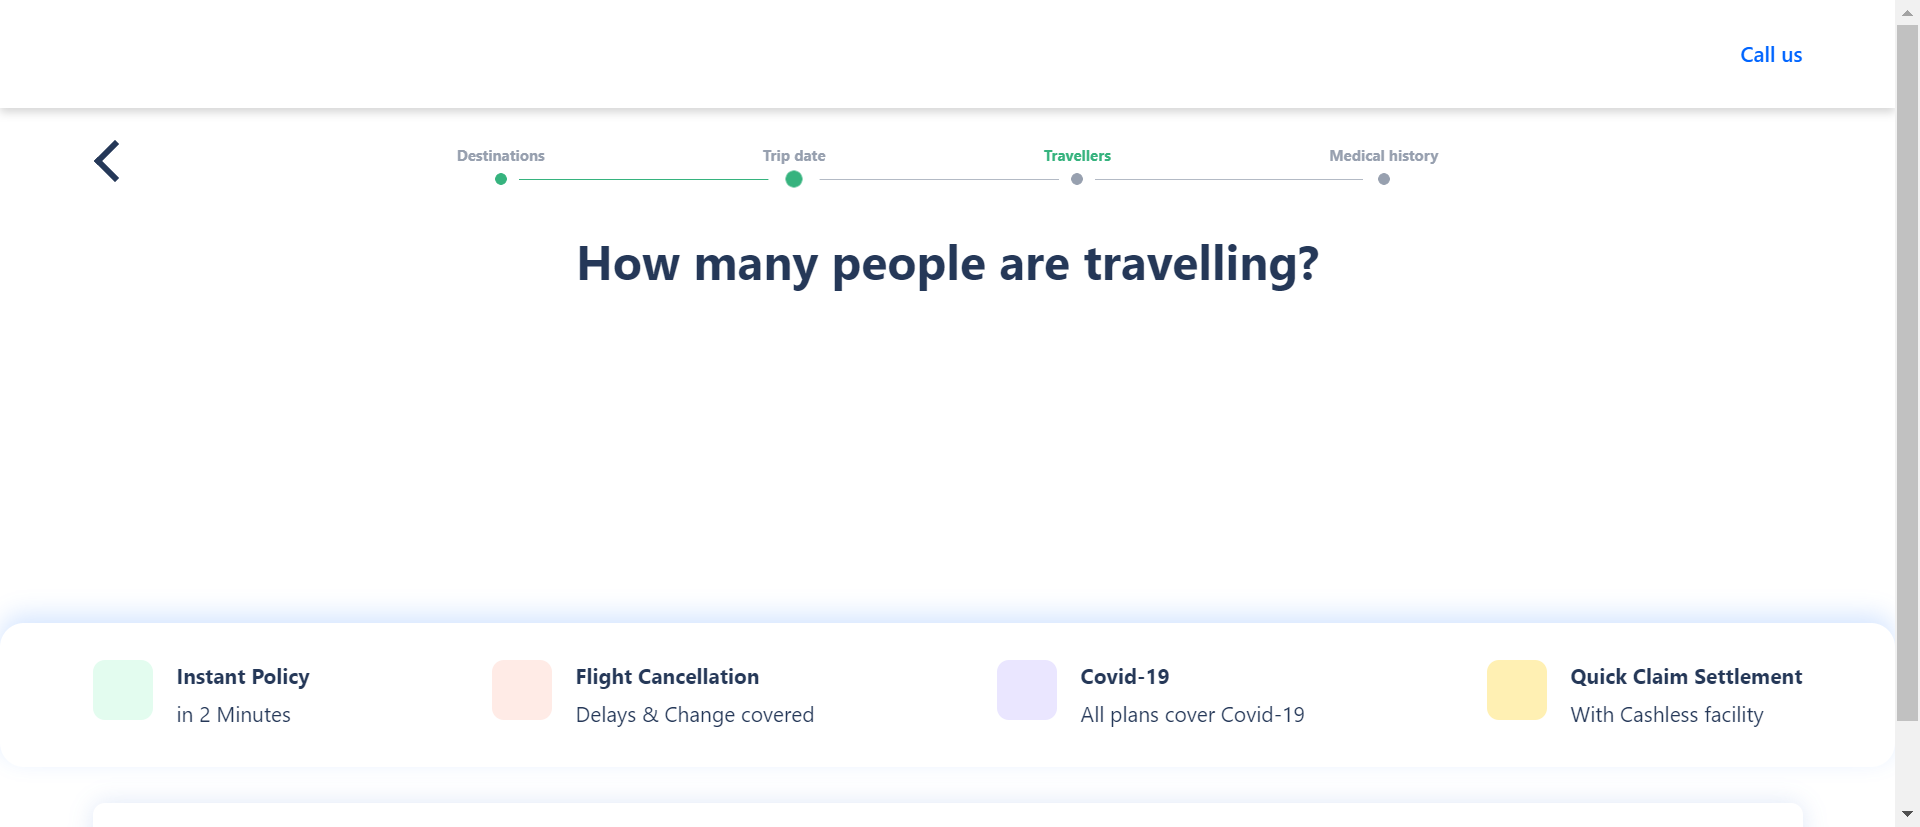 Call us
Destinations
Trip date
Travellers
Medical history
How many people are travelling?
Instant Policy
in 2 Minutes
Flight Cancellation
Delays & Change covered
Covid-19
All plans cover Covid-19
Quick Claim Settlement
With Cashless facility